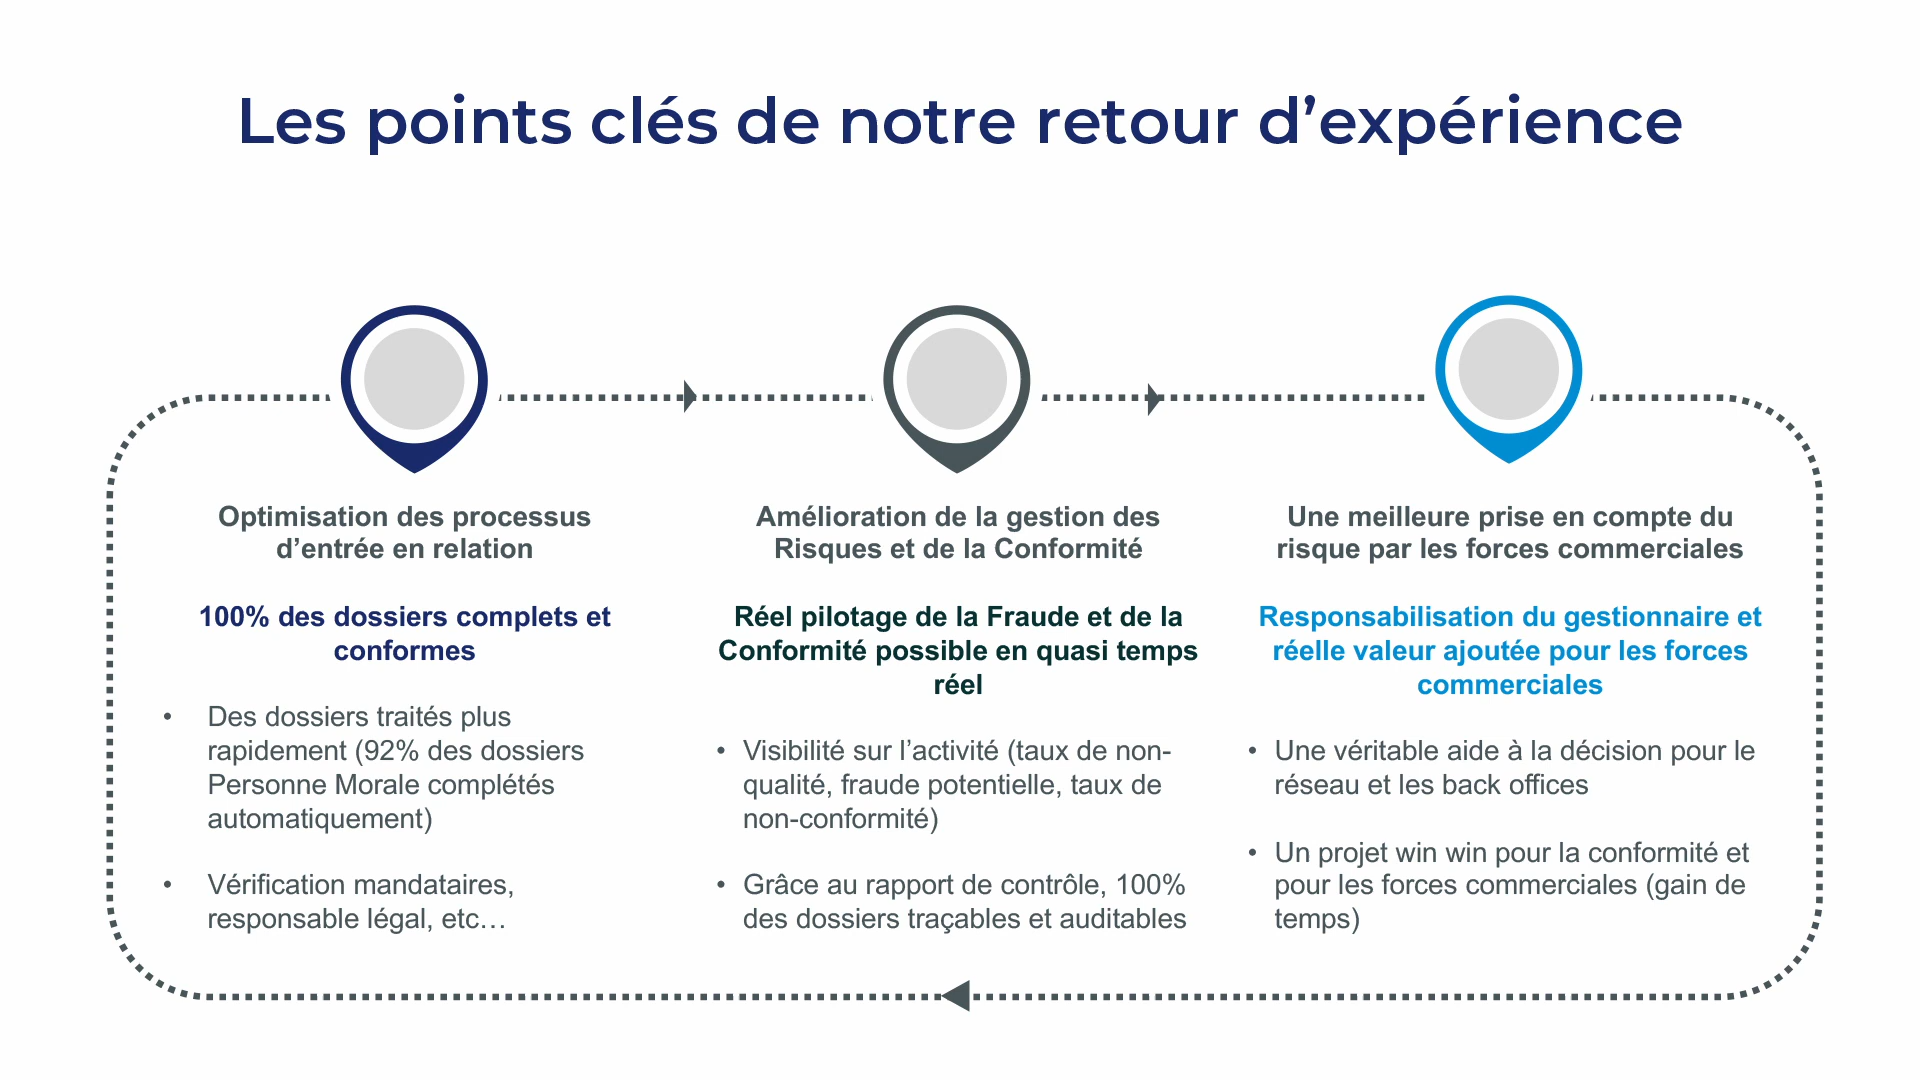 Les points clés de notre retour d’expérience
Optimisation des processus
d’entrée en relation
100% des dossiers complets et
conformes
• Des dossiers traités plus
rapidement (92% des dossiers
Personne Morale complétés
automatiquement)
• Vérification mandataires,
responsable légal, etc…
Amélioration de la gestion des
Risques et de la Conformité
Réel pilotage de la Fraude et de la
Conformité possible en quasi temps
réel
• Visibilité sur l’activité (taux de non-
qualité, fraude potentielle, taux de
non-conformité)
• Grâce au rapport de contrôle, 100%
des dossiers traçables et auditables
Une meilleure prise en compte du
risque par les forces commerciales
Responsabilisation du gestionnaire et
réelle valeur ajoutée pour les forces
commerciales
• Une véritable aide à la décision pour le
réseau et les back offices
• Un projet win win pour la conformité et
pour les forces commerciales (gain de
temps)